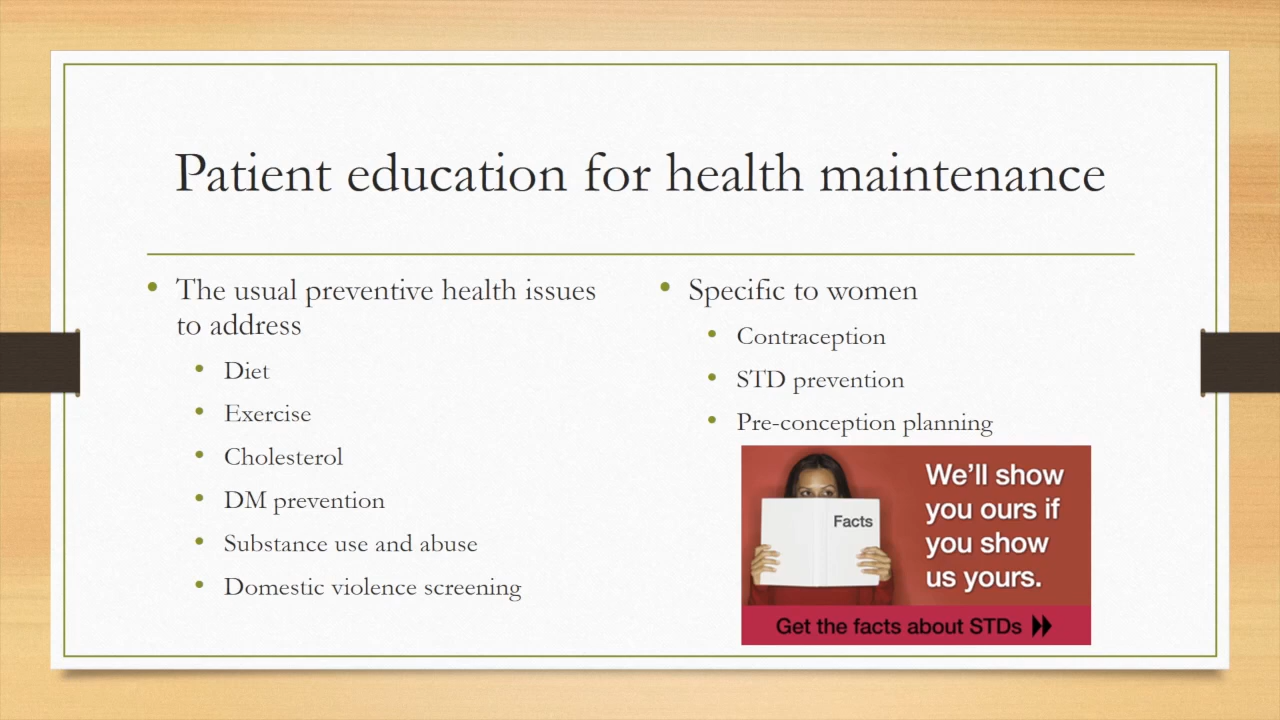 Patient education for health maintenance
• The usual preventive health issues
to address
• Diet
• Exercise
• Cholesterol
• DM prevention
• Substance use and abuse
• Domestic violence screening
• Specific to women
• Contraception
• STD prevention
• Pre-conception planning
Facts
We'll show
you ours if
you show
us yours.
Get the facts about STDs